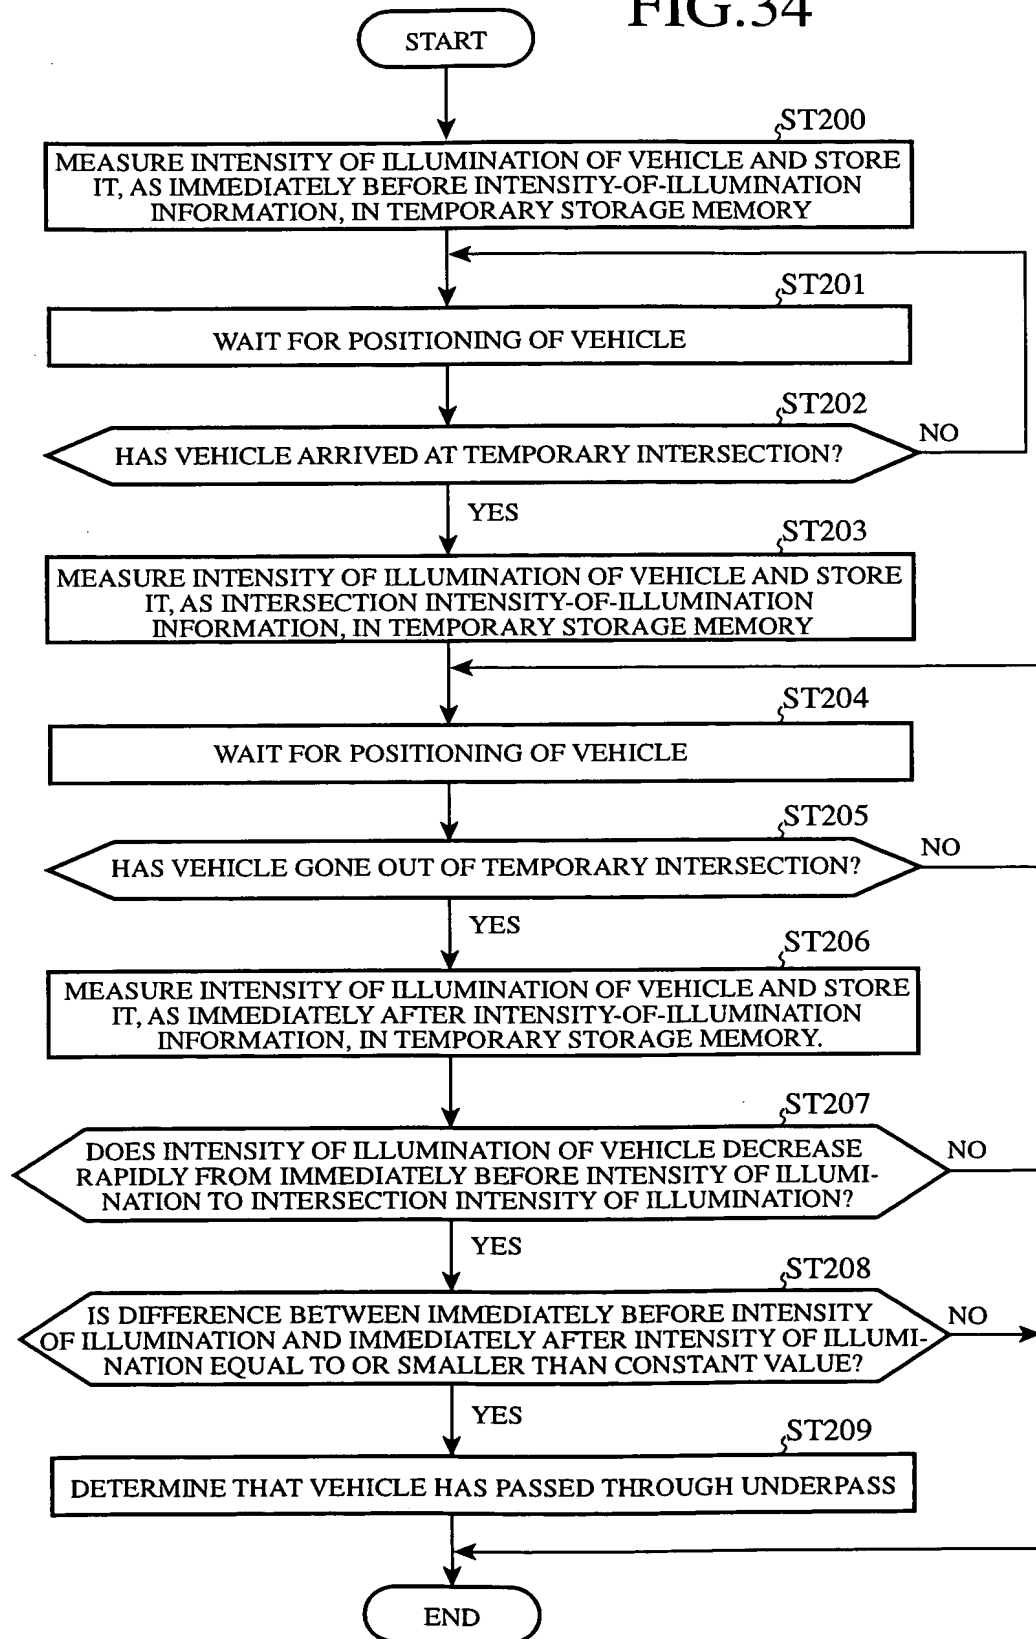 FIG.34
START
ST200
MEASURE INTENSITY OF ILLUMINATION OF VEHICLE AND STORE
IT, AS IMMEDIATELY BEFORE INTENSITY-OF-ILLUMINATION
INFORMATION, IN TEMPORARY STORAGE MEMORY
ST201
WAIT FOR POSITIONING OF VEHICLE
ST202
HAS VEHICLE ARRIVED AT TEMPORARY INTERSECTION?
NO
YES
ST203
MEASURE INTENSITY OF ILLUMINATION OF VEHICLE AND STORE
IT, AS INTERSECTION INTENSITY-OF-ILLUMINATION
INFORMATION, IN TEMPORARY STORAGE MEMORY
ST204
WAIT FOR POSITIONING OF VEHICLE
ST205
HAS VEHICLE GONE OUT OF TEMPORARY INTERSECTION?
NO
YES
ST206
MEASURE INTENSITY OF ILLUMINATION OF VEHICLE AND STORE
IT, AS IMMEDIATELY AFTER INTENSITY-OF-ILLUMINATION
INFORMATION, IN TEMPORARY STORAGE MEMORY.
ST207
DOES INTENSITY OF ILLUMINATION OF VEHICLE DECREASE
RAPIDLY FROM IMMEDIATELY BEFORE INTENSITY OF ILLUMI-
NATION TO INTERSECTION INTENSITY OF ILLUMINATION?
NO
YES
ST208
IS DIFFERENCE BETWEEN IMMEDIATELY BEFORE INTENSITY
OF ILLUMINATION AND IMMEDIATELY AFTER INTENSITY OF ILLUMI-
NATION EQUAL TO OR SMALLER THAN CONSTANT VALUE?
NO
YES
ST209
DETERMINE THAT VEHICLE HAS PASSED THROUGH UNDERPASS
END